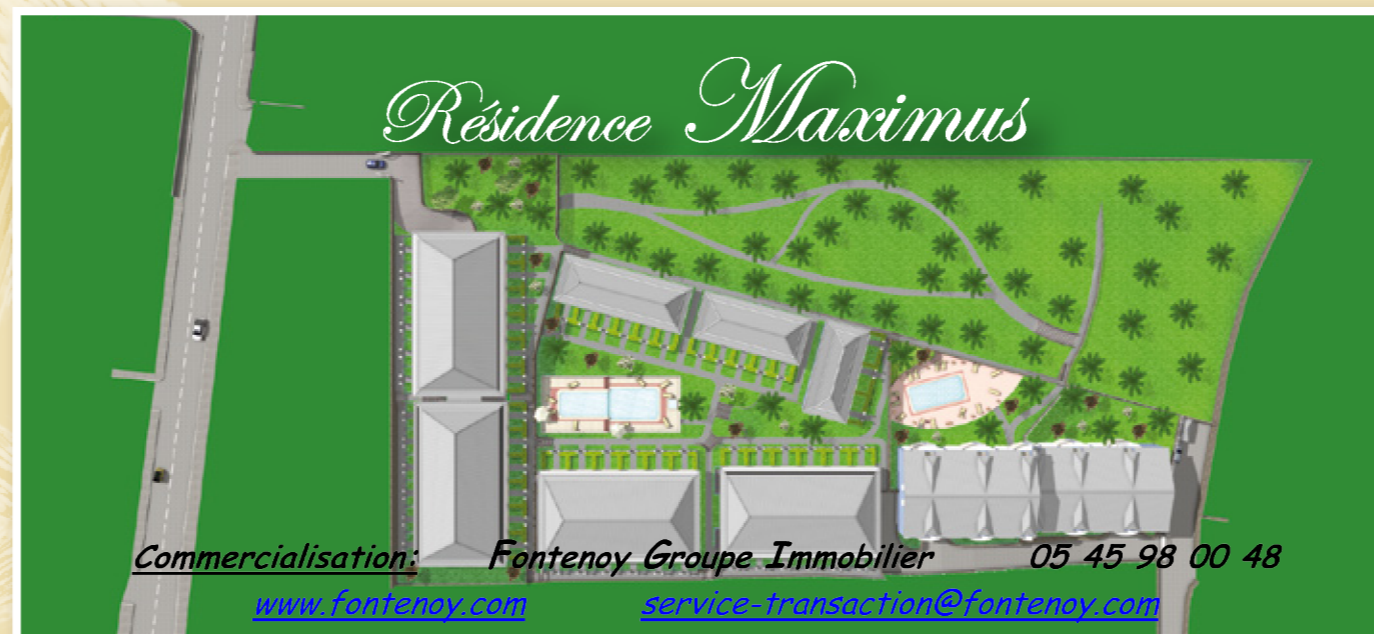 Résidence Maximus
Commercialisation: Fontenoy Groupe Immobilier 05 45 98 00 48
www.fontenoy.com service-transaction@fontenoy.com